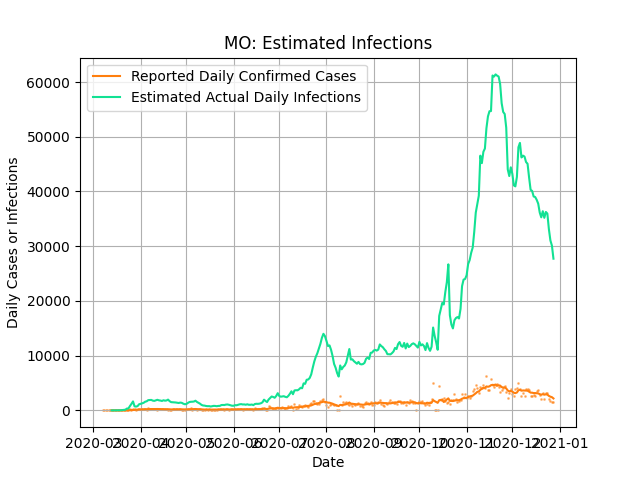 MO: Estimated Infections
Reported Daily Confirmed Cases
Estimated Actual Daily Infections
Daily Cases or Infections
60000
50000
40000
30000
20000
10000
0
2020-03 2020-04 2020-05 2020-06 2020-07 2020-08 2020-09 2020-10 2020-11 2020-12 2021-01
Date